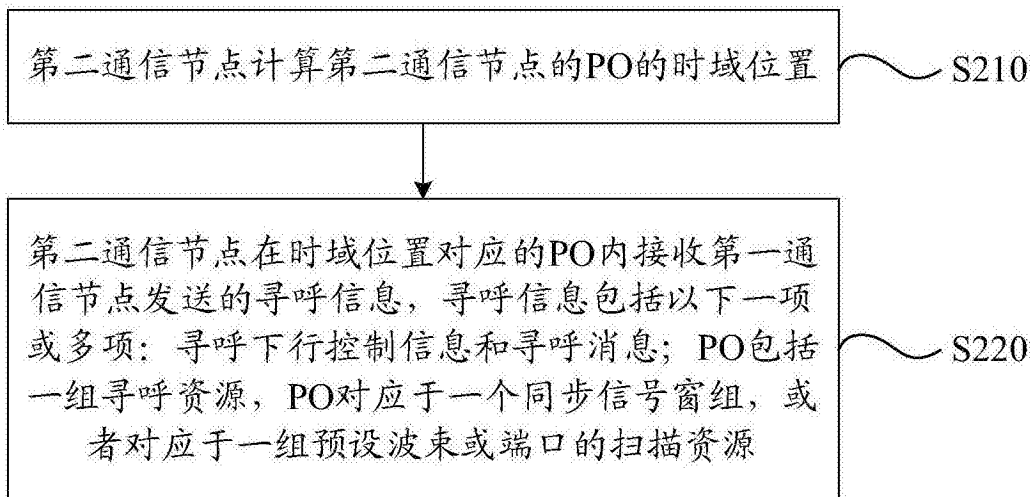 第二通信节点计算第二通信节点的PO的时域位置
S210
第二通信节点在时域位置对应的PO内接收第一通
信节点发送的寻呼信息，寻呼信息包括以下一项
或多项：寻呼下行控制信息和寻呼消息；PO包括
一组寻呼资源，PO对应于一个同步信号窗组，或
者对应于一组预设波束或端口的扫描资源
S220